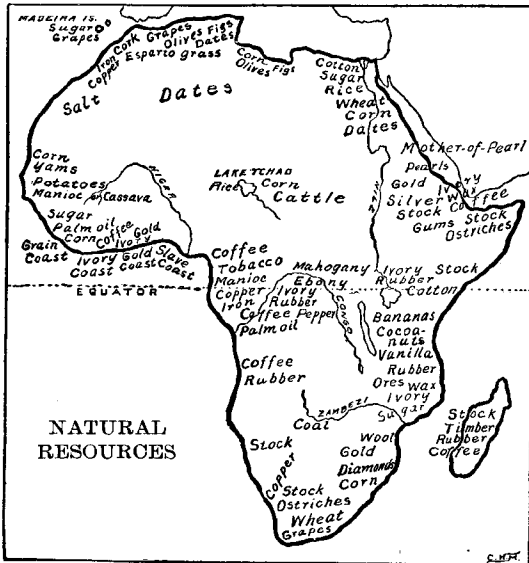 MADEIRA IS.
Sugar
Grapes
Iron
Copper
Cork
Grapes
Olives Figs
Dates
Esparto grass
Corn
Olives
Figs
Salt
Dates
Cotton
Sugar
Rice
Wheat
Corn
Dates
Mother-of-Pearl
Pearls
Gold
Ivory
Silver
Wax
Stock
Coffee
Gums
Stock
Ostriches
Corn
Yams
Potatoes
Manioc or Cassava
NIGER
LAKE TCHAD
Rice
Corn
Cattle
NILE
Sugar
Palm oil
Corn
Coffee
Gold
Ivory
Grain
Coast
Ivory
Coast
Gold
Coast
Slave
Coast
EQUATOR
Coffee
Tobacco
Manioc
Copper
Iron
Mahogany
Ebony
Ivory
Rubber
Coffee Pepper
Palm oil
CONGO
Ivory Stock
Rubber
Cotton
Bananas
Cocoa-
nuts
Vanilla
Rubber
Ores Wax
Ivory
Sugar
Coffee
Rubber
ZAMBEZI
Coal
Stock
Copper
Wool
Gold
Diamonds
Corn
Stock
Ostriches
Wheat
Grapes
Stock
Timber
Rubber
Coffee
NATURAL
RESOURCES